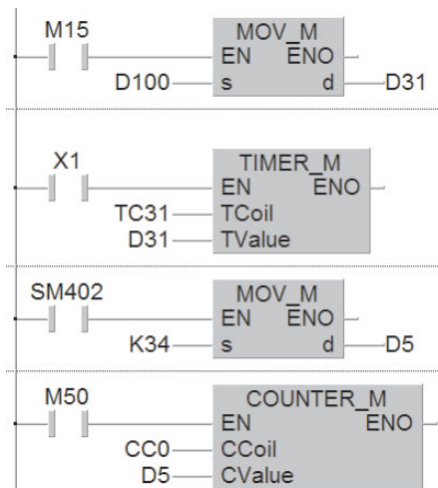 M15
MOV_M
EN ENO
D100 s d D31
X1
TIMER_M
EN ENO
TC31 TCoil
D31 TValue
SM402
MOV_M
EN ENO
K34 s d D5
M50
COUNTER_M
EN ENO
CC0 CCoil
D5 CValue